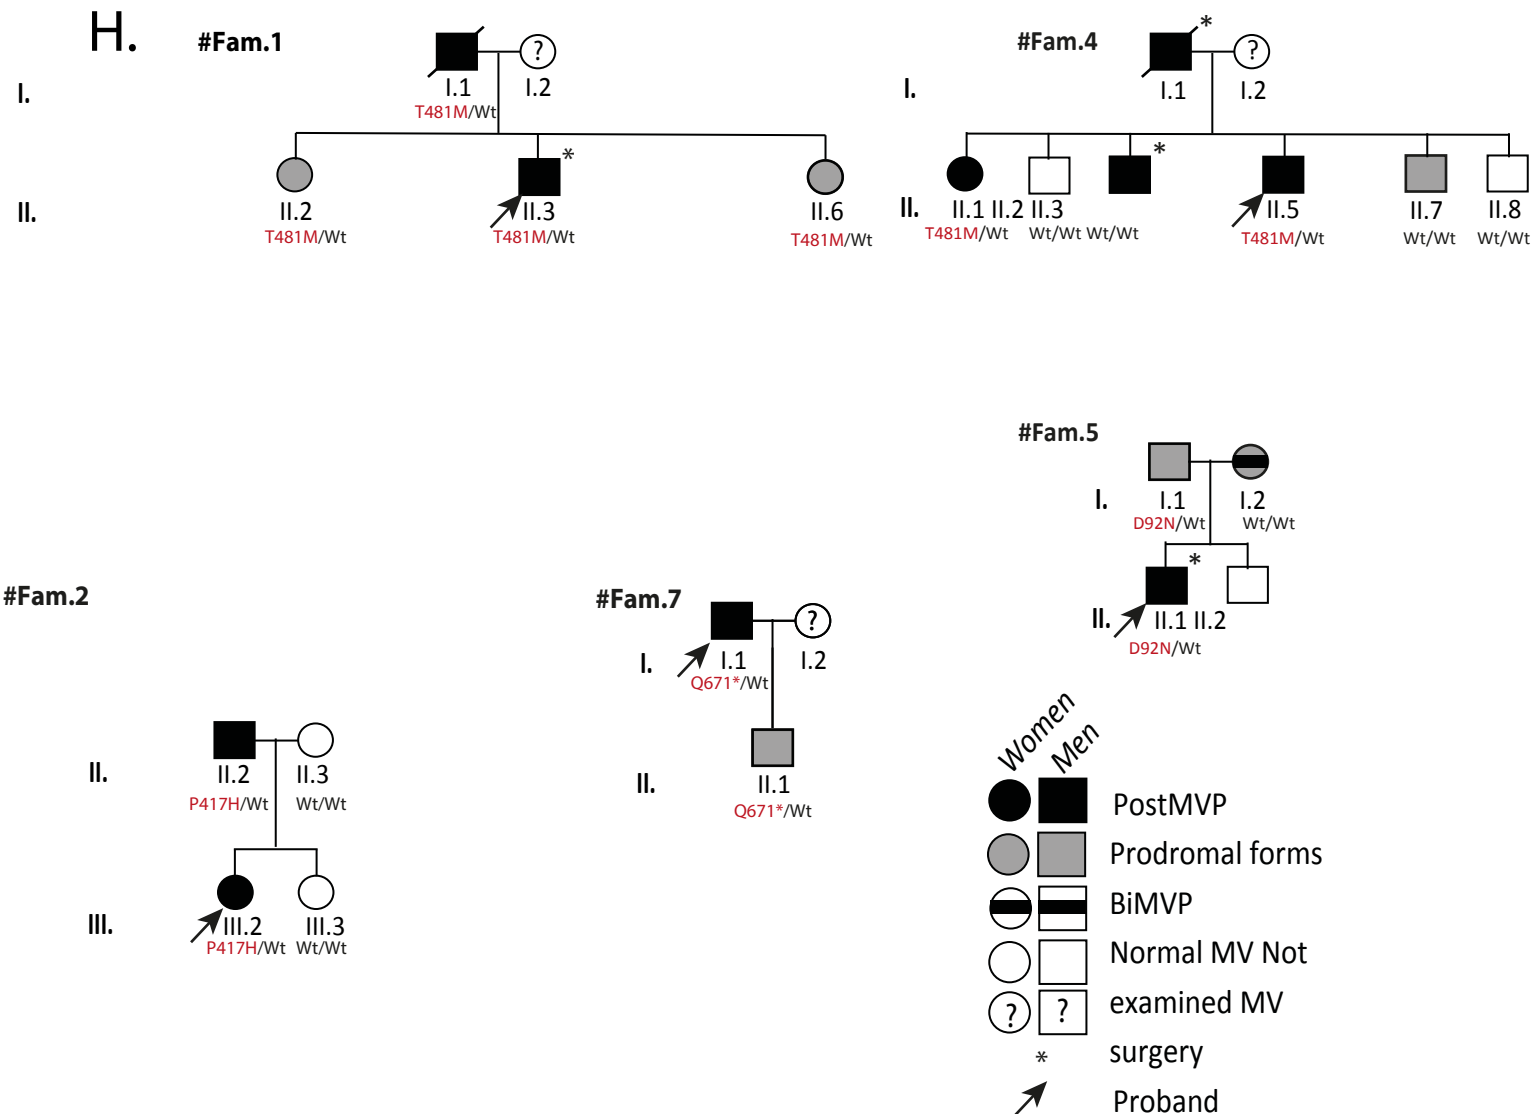 H.
#Fam.1
?
I.
I.1 I.2
T481M/Wt
*
II.
II.2 II.3 II.6
T481M/Wt T481M/Wt T481M/Wt
#Fam.4
*
?
I.
I.1 I.2
*
II. II.1 II.2 II.3 II.5 II.7 II.8
T481M/Wt Wt/Wt Wt/Wt T481M/Wt Wt/Wt Wt/Wt
#Fam.5
I. I.1 I.2
D92N/Wt Wt/Wt
*
II. II.1 II.2
D92N/Wt
#Fam.2
II. II.2 II.3
P417H/Wt Wt/Wt
III. III.2 III.3
P417H/Wt Wt/Wt
#Fam.7
?
I. I.1 I.2
Q671*/Wt
II. II.1
Q671*/Wt
Women Men
PostMVP
Prodromal forms
BiMVP
Normal MV Not
? ? examined MV
* surgery
Proband